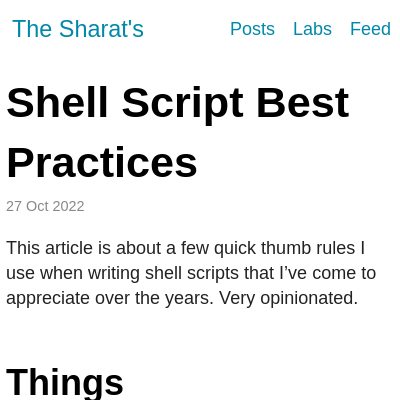 The Sharat's Posts Labs Feed
Shell Script Best
Practices
27 Oct 2022
This article is about a few quick thumb rules I
use when writing shell scripts that I’ve come to
appreciate over the years. Very opinionated.
Things